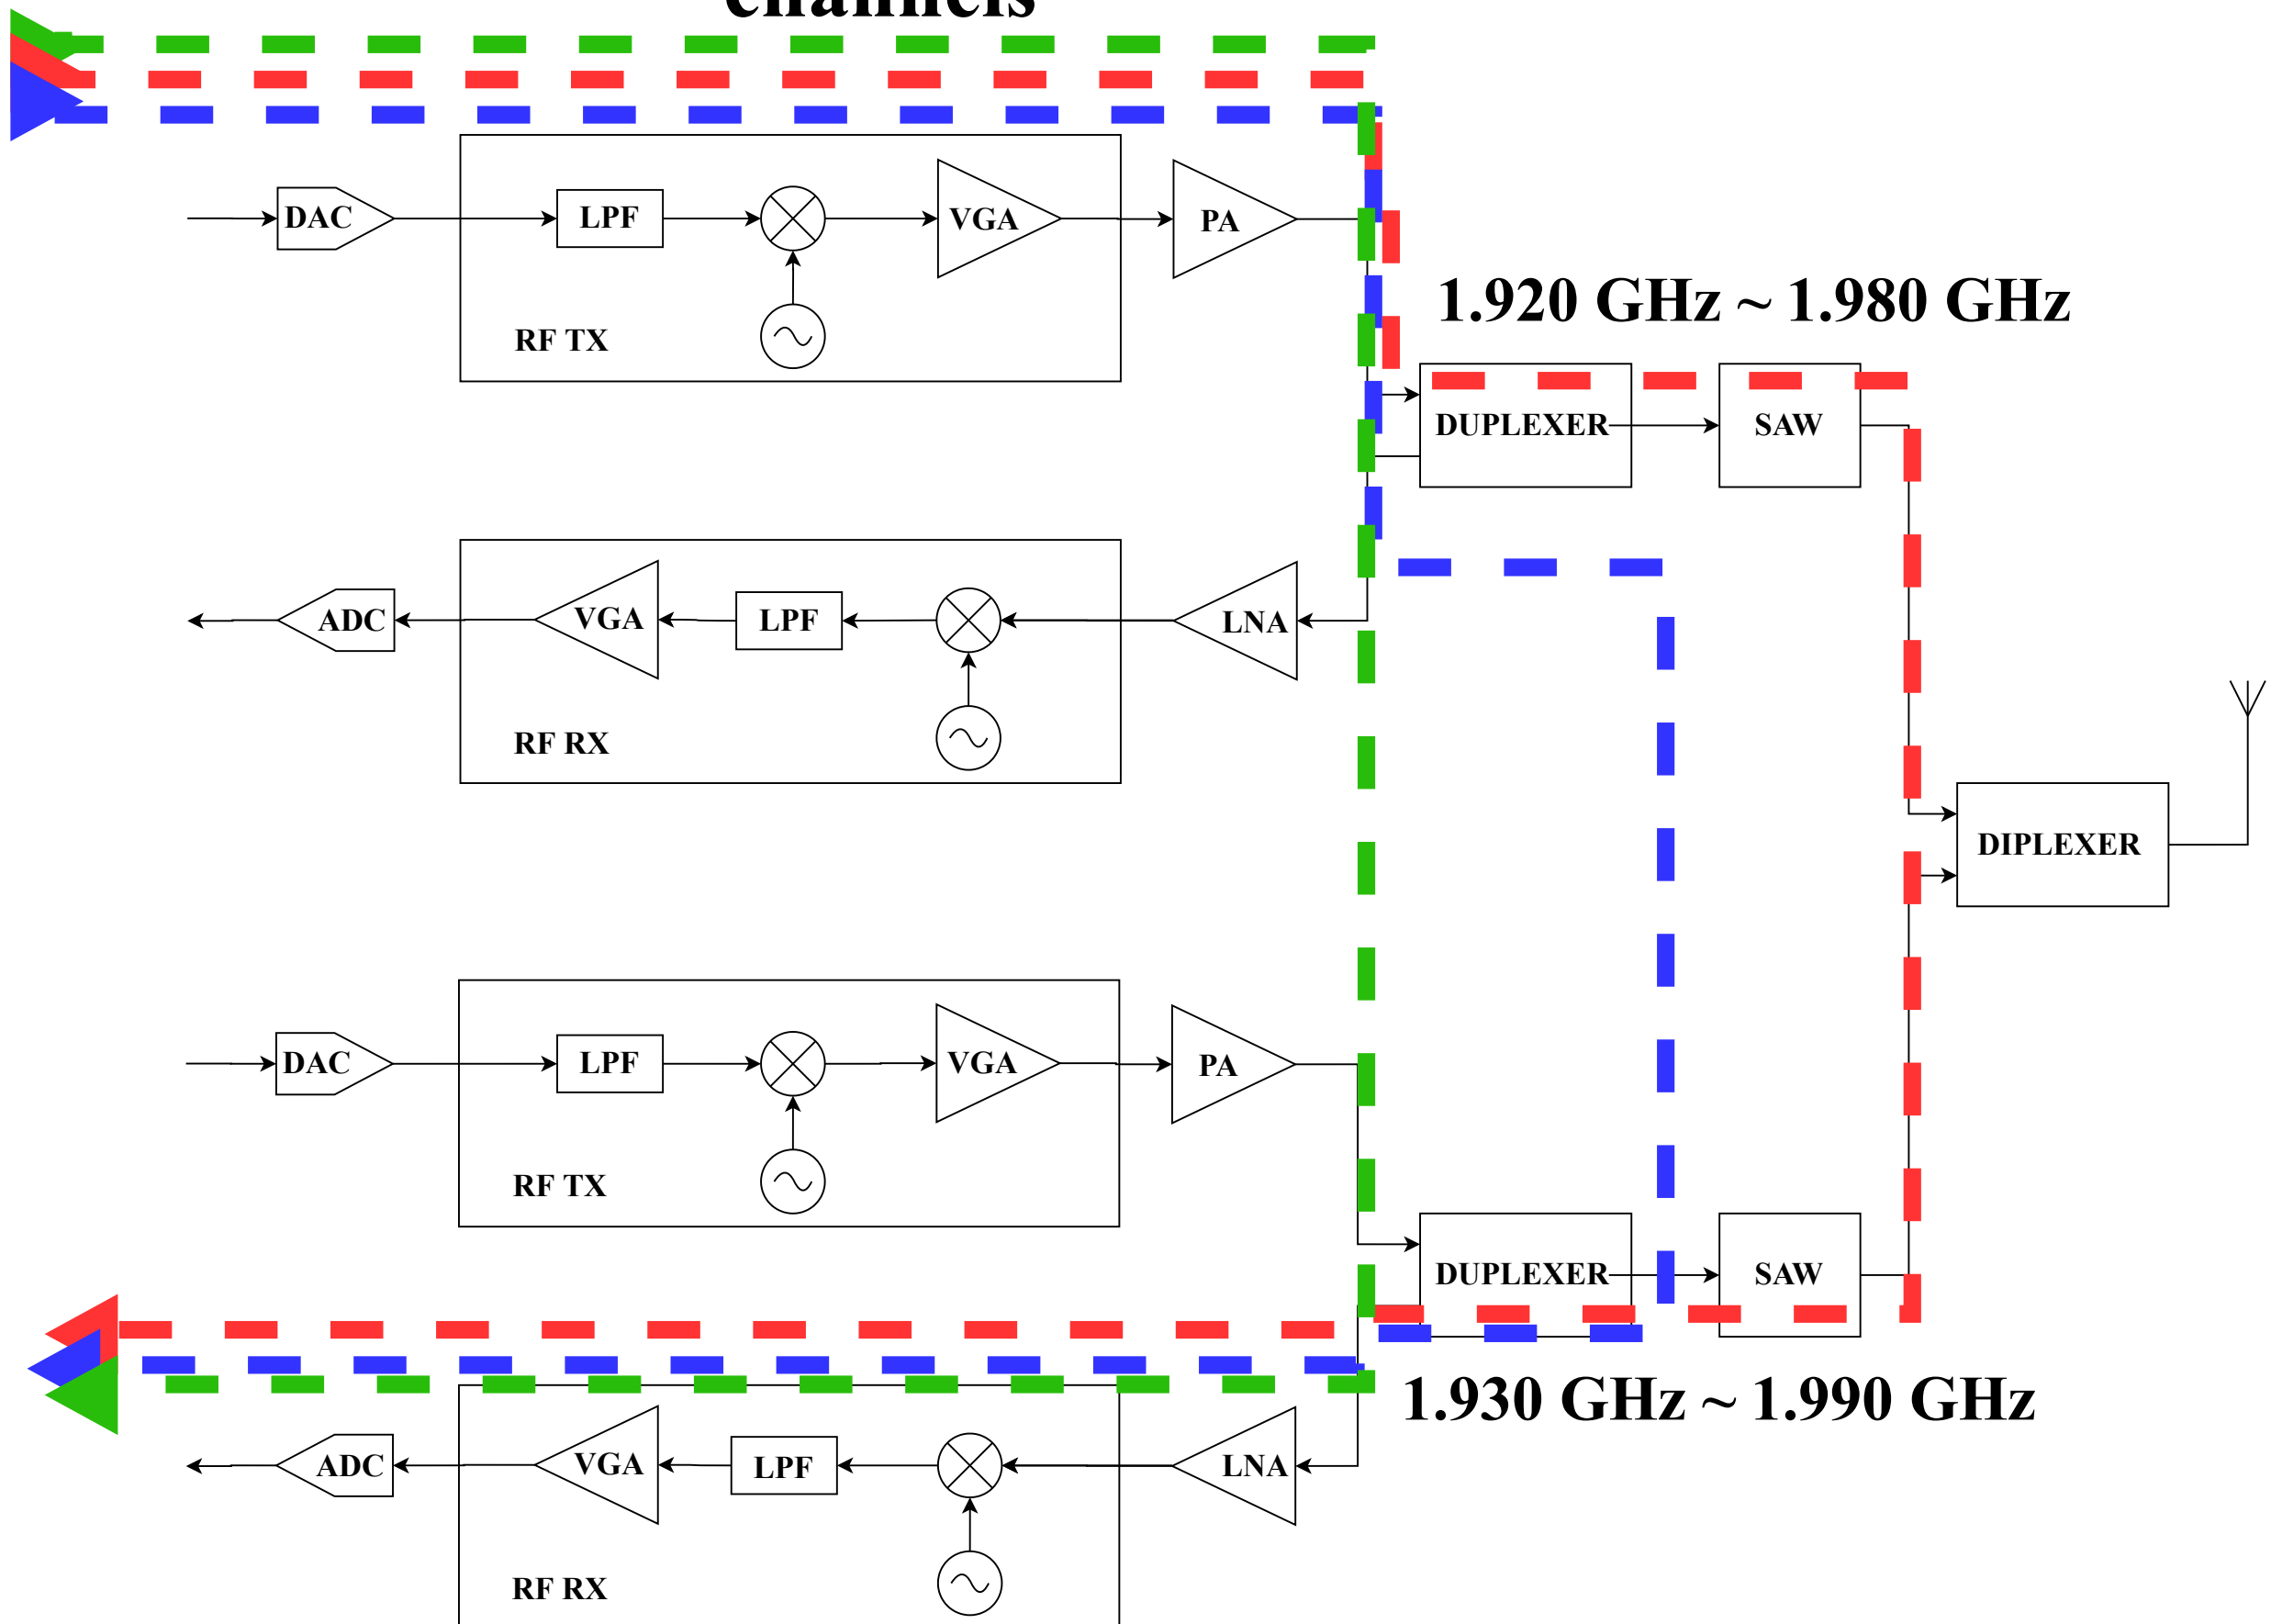 channels
DAC
LPF
VGA
PA
RF TX
1.920 GHz ~ 1.980 GHz
DUPLEXER
SAW
ADC
VGA
LPF
LNA
RF RX
DIPLEXER
DAC
LPF
VGA
PA
RF TX
DUPLEXER
SAW
1.930 GHz ~ 1.990 GHz
ADC
VGA
LPF
LNA
RF RX